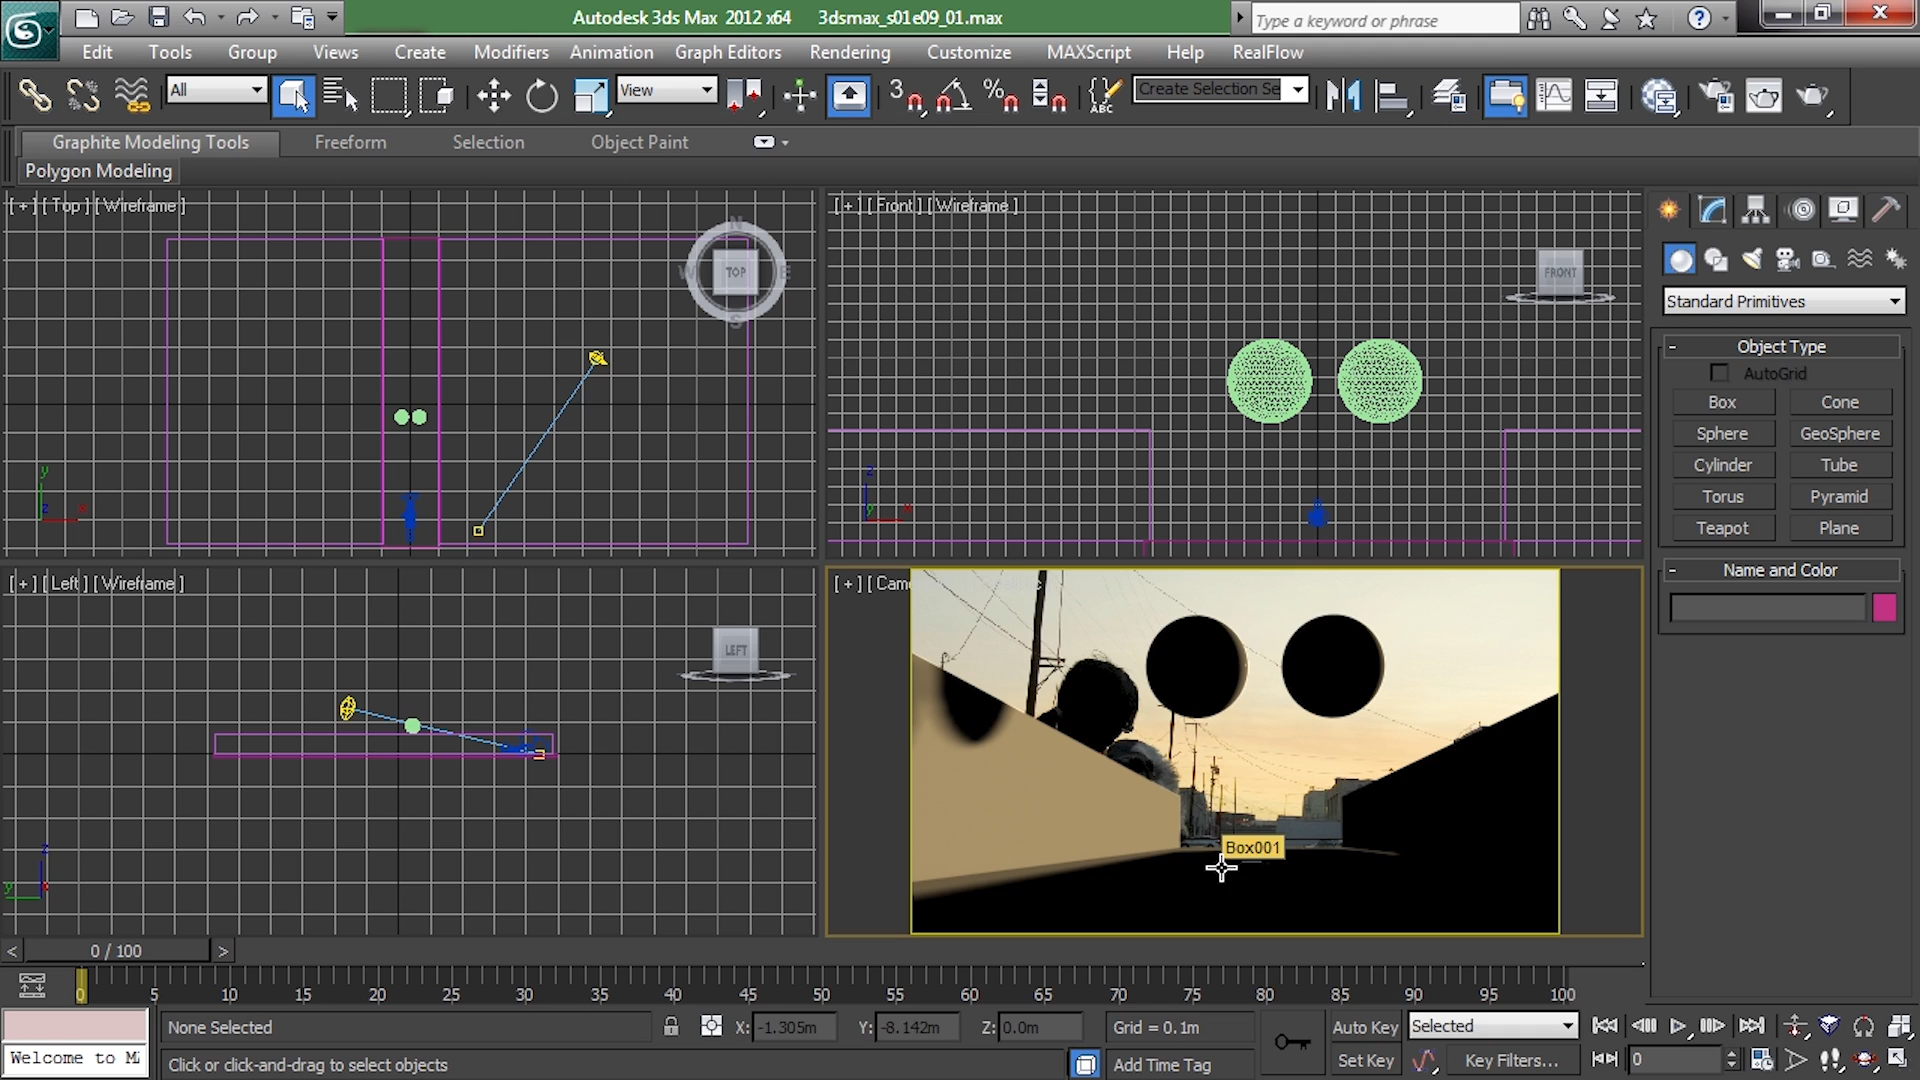 Autodesk 3ds Max 2012 x64 3dsmax_s01e09_01.max
Type a keyword or phrase
Edit Tools Group Views Create Modifiers Animation Graph Editors Rendering Customize MAXScript Help RealFlow
All View 3 ABC Create Selection Se
Graphite Modeling Tools Freeform Selection Object Paint
Polygon Modeling
[ + ] [ Top ] [ Wireframe ]
N
W TOP E
S
y
z x
[ + ] [ Front ] [ Wireframe ]
FRONT
z
y x
[ + ] [ Left ] [ Wireframe ]
LEFT
z
y x
[ + ] [ Came
Box001
Standard Primitives
- Object Type
AutoGrid
Box Cone
Sphere GeoSphere
Cylinder Tube
Torus Pyramid
Teapot Plane
- Name and Color
< 0 / 100 >
0 5 10 15 20 25 30 35 40 45 50 55 60 65 70 75 80 85 90 95 100
None Selected X: -1.305m Y: -8.142m Z: 0.0m Grid = 0.1m Auto Key Selected
Welcome to MA Click or click-and-drag to select objects Add Time Tag Set Key Key Filters... 0